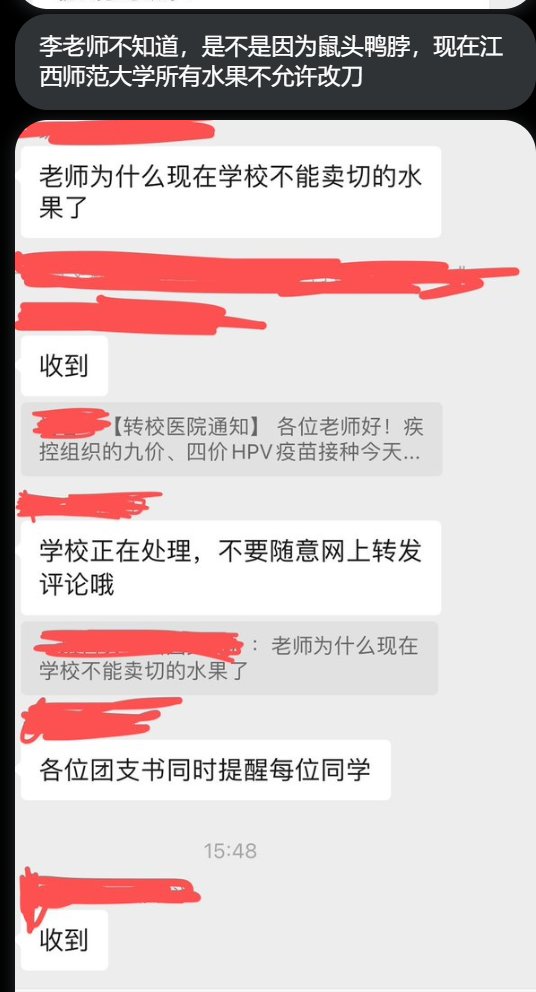 李老师不知道，是不是因为鼠头鸭脖，现在江
西师范大学所有水果不允许改刀
老师为什么现在学校不能卖切的水
果了
收到
【转校医院通知】 各位老师好！疾
控组织的九价、四价HPV疫苗接种今天...
学校正在处理，不要随意网上转发
评论哦
：老师为什么现在
学校不能卖切的水果了
各位团支书同时提醒每位同学
15:48
收到